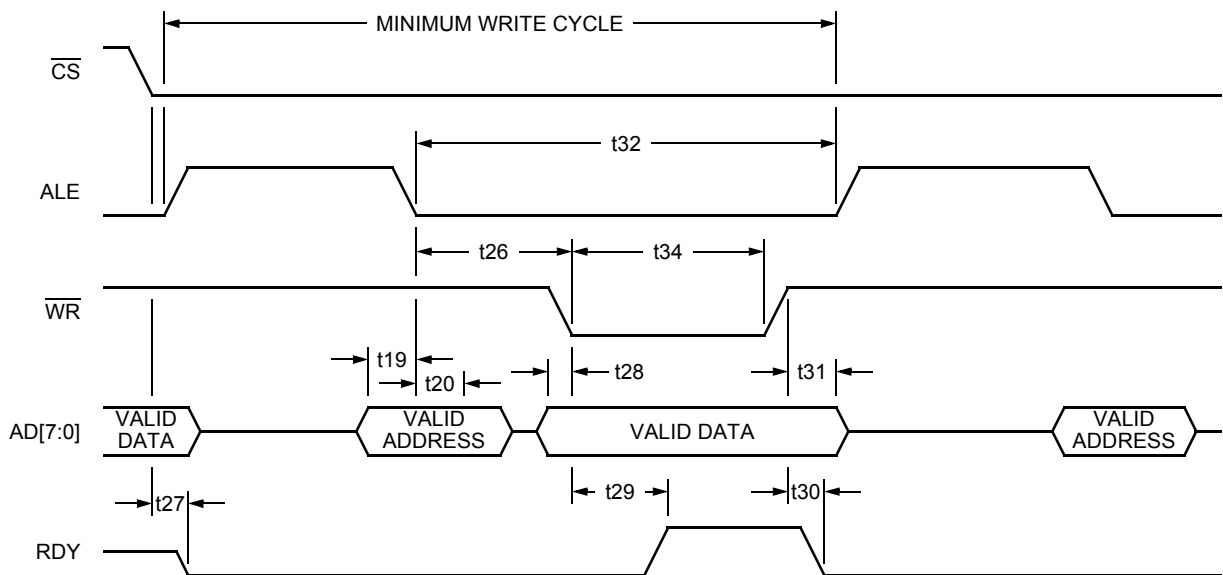 MINIMUM WRITE CYCLE
CS
t32
ALE
t26
t34
WR
t19
t28
t31
t20
VALID
DATA
VALID
ADDRESS
VALID DATA
VALID
ADDRESS
AD[7:0]
t29
t30
t27
RDY